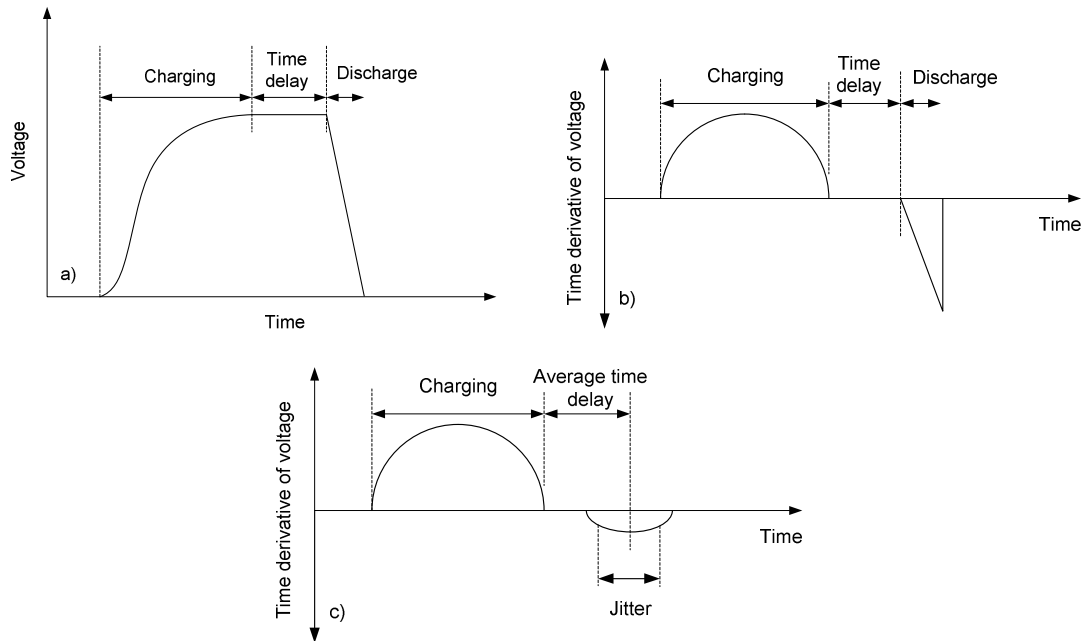 Voltage
Charging
Time
delay
Discharge
a)
Time
Time derivative of voltage
Charging
Time
delay
Discharge
Time
b)
Time derivative of voltage
Charging
Average time
delay
Time
Jitter
c)